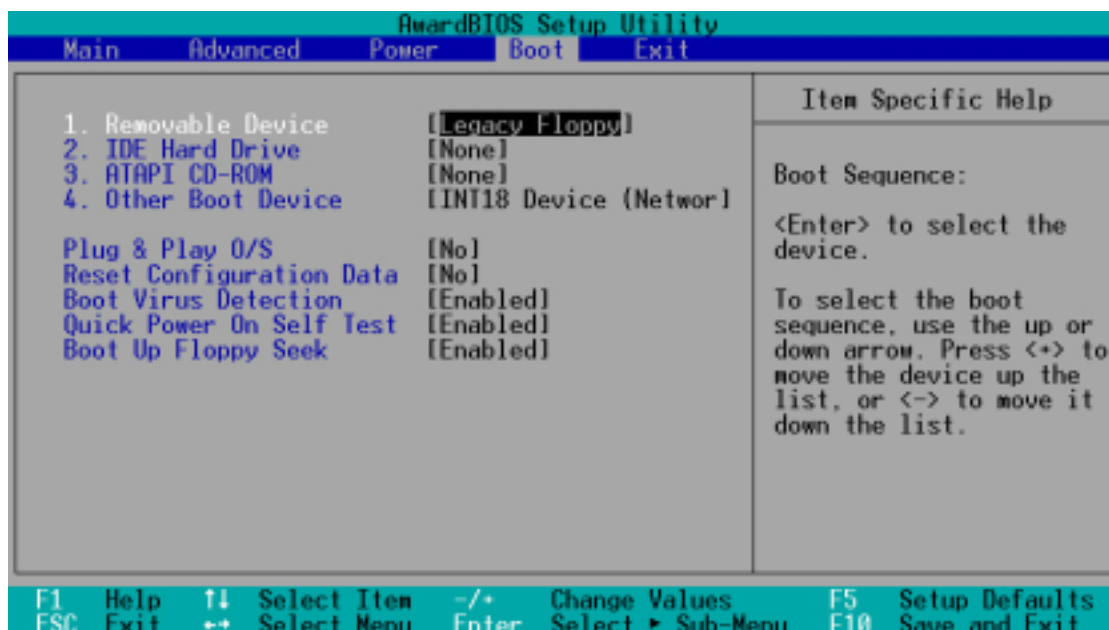 AwardBIOS Setup Utility
Main Advanced Power Boot Exit
1. Removable Device [Legacy Floppy]
2. IDE Hard Drive [None]
3. ATAPI CD-ROM [None]
4. Other Boot Device [INT18 Device (Networ]
Plug & Play O/S [No]
Reset Configuration Data [No]
Boot Virus Detection [Enabled]
Quick Power On Self Test [Enabled]
Boot Up Floppy Seek [Enabled]
Item Specific Help
Boot Sequence:
<Enter> to select the
device.
To select the boot
sequence, use the up or
down arrow. Press <+> to
move the device up the
list, or <-> to move it
down the list.
F1 Help ↑↓ Select Item -/+ Change Values F5 Setup Defaults
ESC Exit ←→ Select Menu Enter Select ► Sub-Menu F10 Save and Exit